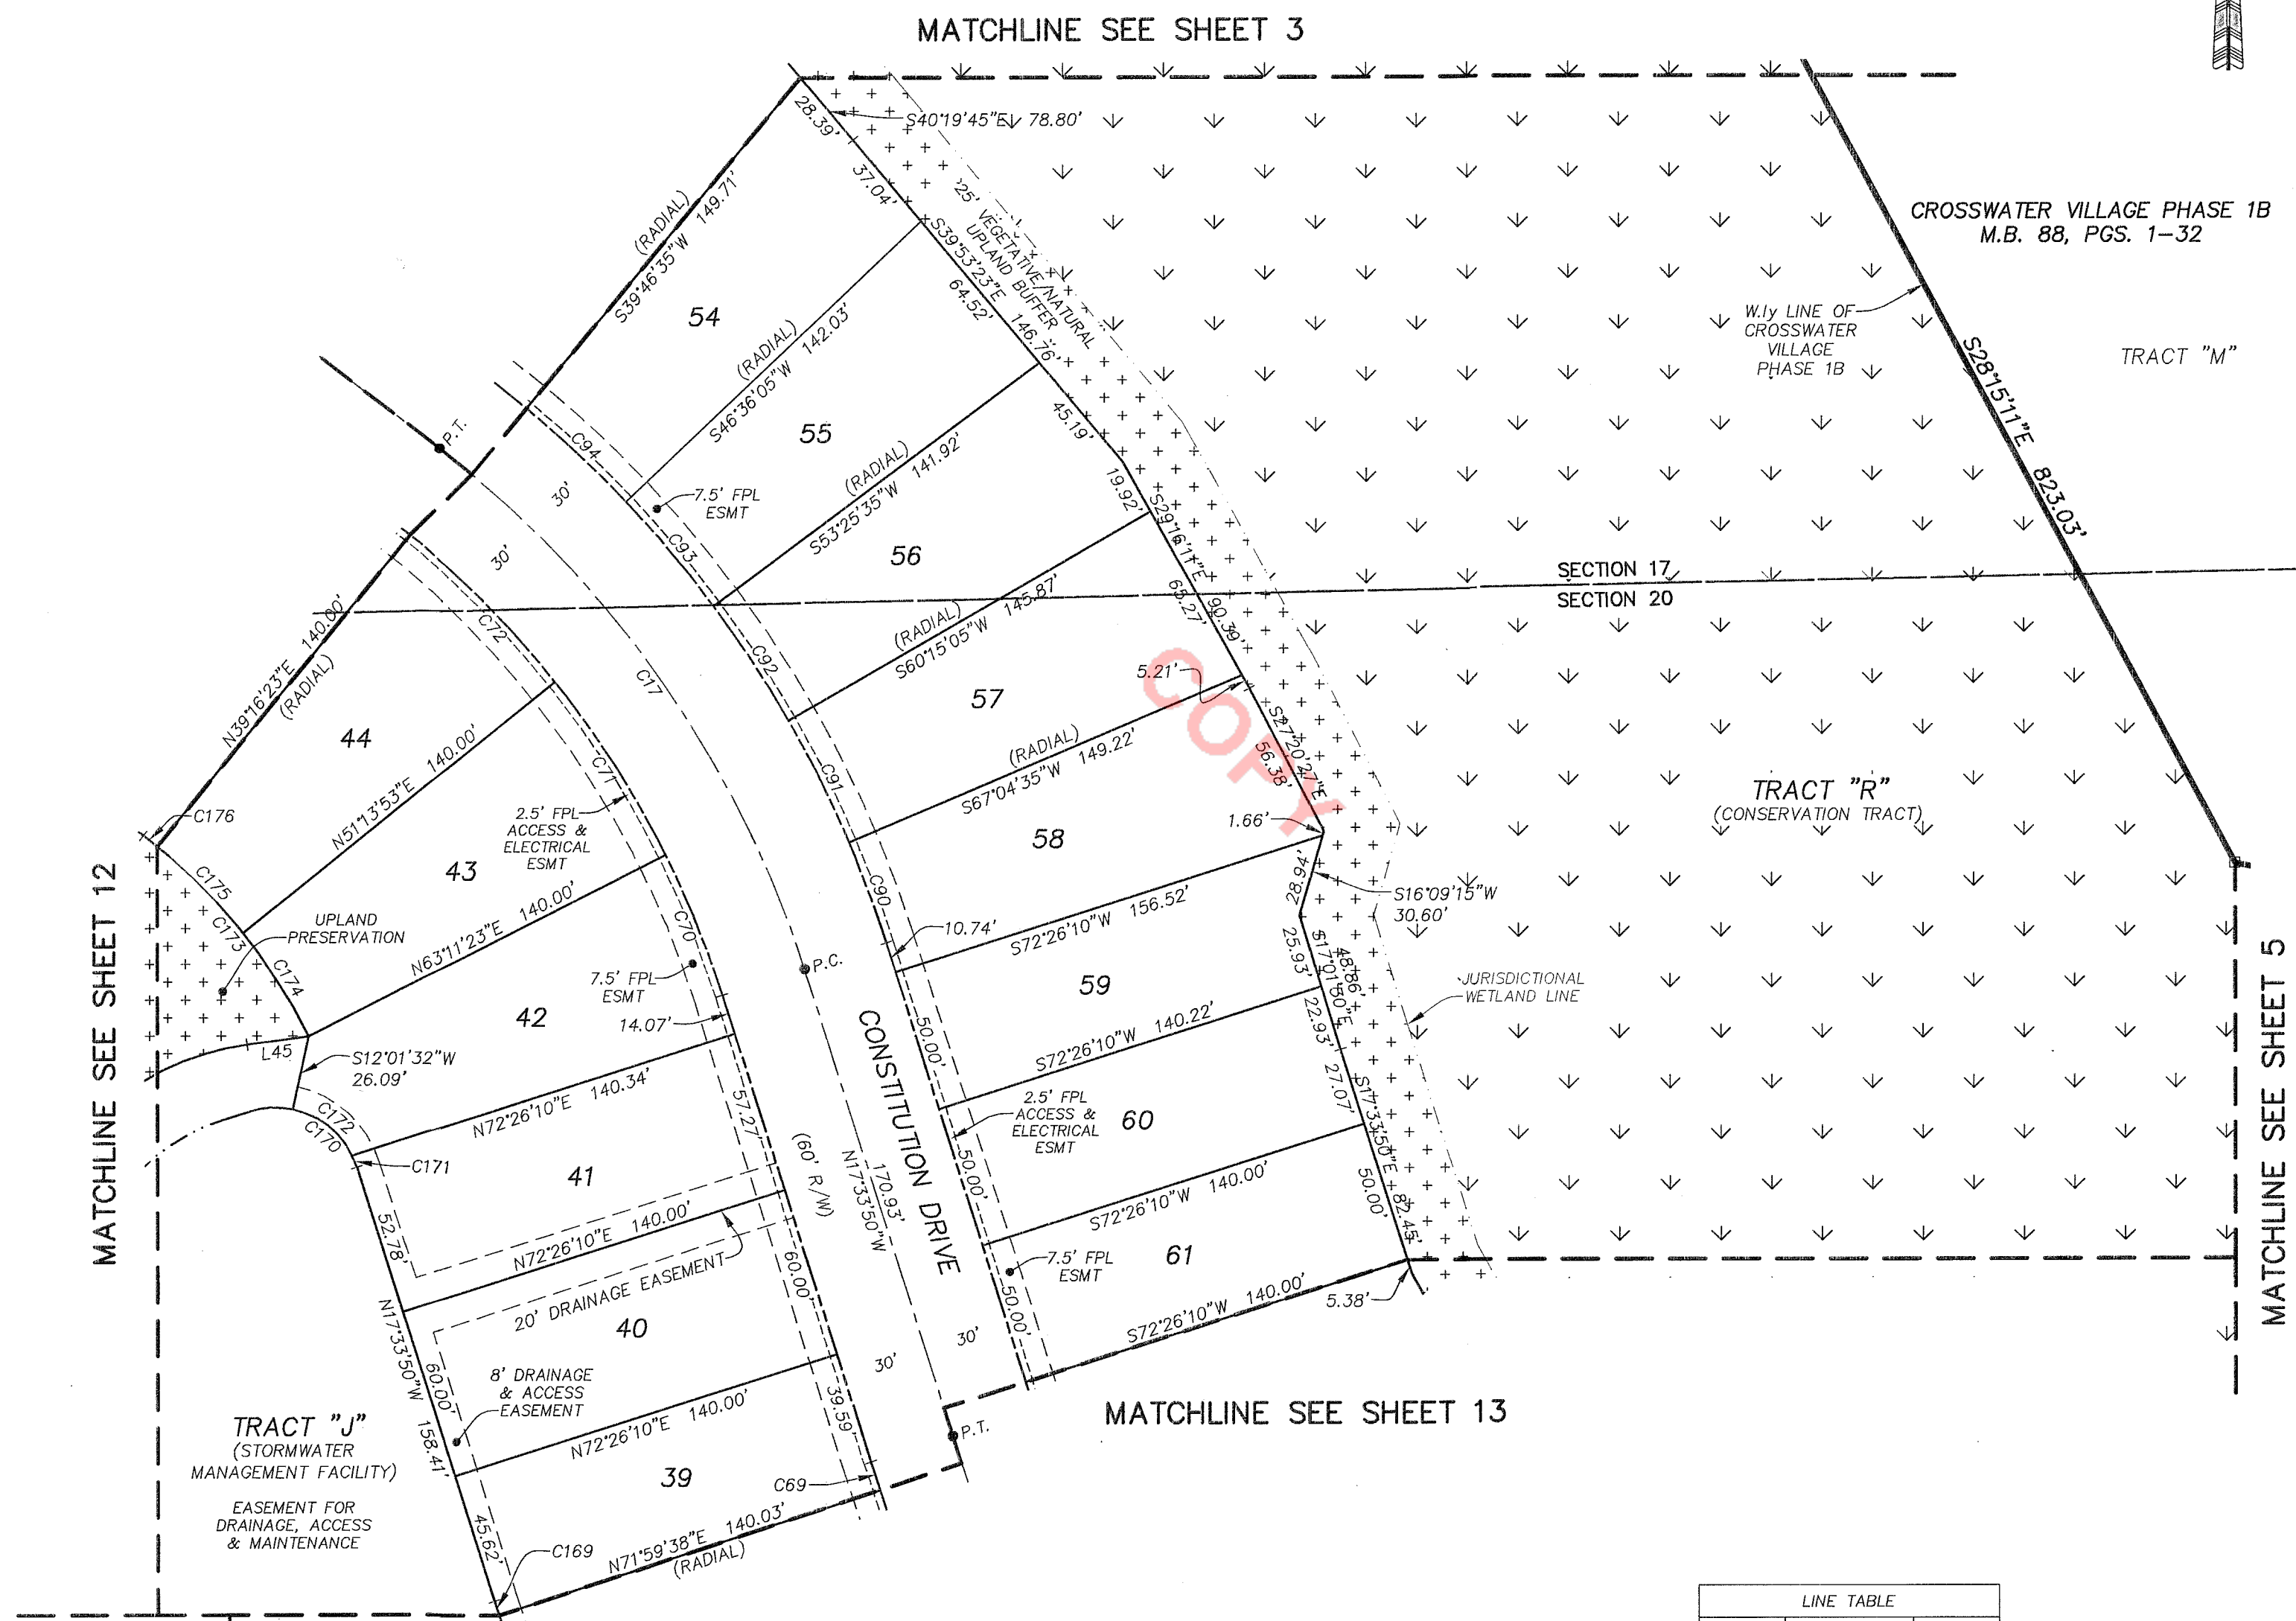 MATCHLINE SEE SHEET 3
28.39'
S40°19'45"E 78.80'
37.04'
25' VEGETATIVE/NATURAL
UPLAND BUFFER
S39°53'23"E 146.76'
64.52'
45.19'
(RADIAL)
S39°46'35"W 149.71'
54
(RADIAL)
S46°36'05"W 142.03'
55
(RADIAL)
S53°25'35"W 141.92'
56
CROSSWATER VILLAGE PHASE 1B
M.B. 88, PGS. 1-32
W.ly LINE OF
CROSSWATER
VILLAGE
PHASE 1B
TRACT "M"
S28°15'11"E 823.03'
P.T.
C94
30'
30'
7.5' FPL
ESMT
C93
19.92'
S29°16'11"E 90.39'
65.27'
SECTION 17
SECTION 20
(RADIAL)
S60°15'05"W 145.87'
57
C72
C17
C92
N39°16'23"E 140.00'
(RADIAL)
44
5.21'
(RADIAL)
S67°04'35"W 149.22'
S27°20'27"E
56.38'
COPY
58
1.66'
TRACT "R"
(CONSERVATION TRACT)
N51°13'53"E 140.00'
C71
C91
2.5' FPL
ACCESS &
ELECTRICAL
ESMT
C176
C175
C173
C174
43
UPLAND
PRESERVATION
N63°11'23"E 140.00'
C70
C90
10.74'
S72°26'10"W 156.52'
28.94'
S16°09'15"W
30.60'
25.93'
S17°01'30"E
48.86'
59
P.C.
7.5' FPL
ESMT
42
14.07'
JURISDICTIONAL
WETLAND LINE
MATCHLINE SEE SHEET 12
MATCHLINE SEE SHEET 5
L45
S12°01'32"W
26.09'
C172
C170
C171
N72°26'10"E 140.34'
57.27'
CONSTITUTION DRIVE
(60' R/W)
170.93'
N17°33'50"W
50.00'
S72°26'10"W 140.22'
22.93'
27.07'
S17°33'50"E 82.45'
2.5' FPL
ACCESS &
ELECTRICAL
ESMT
60
50.00'
S72°26'10"W 140.00'
50.00'
41
52.78'
N72°26'10"E 140.00'
20' DRAINAGE EASEMENT
60.00'
7.5' FPL
ESMT
61
50.00'
S72°26'10"W 140.00'
5.38'
40
N17°33'50"W 158.41'
60.00'
8' DRAINAGE
& ACCESS
EASEMENT
30'
30'
N72°26'10"E 140.00'
39.59'
P.T.
MATCHLINE SEE SHEET 13
TRACT "J"
(STORMWATER
MANAGEMENT FACILITY)
EASEMENT FOR
DRAINAGE, ACCESS
& MAINTENANCE
39
C69
45.62'
C169
N71°59'38"E 140.03'
(RADIAL)
LINE TABLE